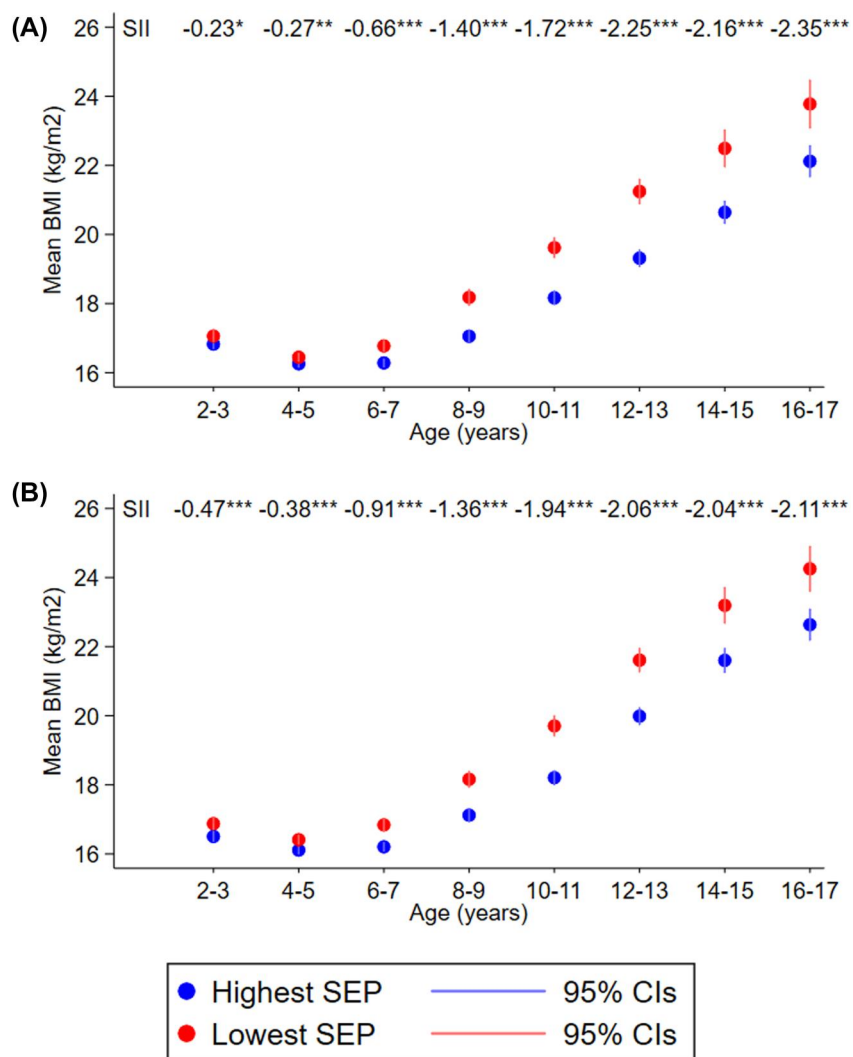 (A)
SII -0.23* -0.27** -0.66*** -1.40*** -1.72*** -2.25*** -2.16*** -2.35***
26
24
22
20
18
16
Mean BMI (kg/m2)
2-3 4-5 6-7 8-9 10-11 12-13 14-15 16-17
Age (years)
(B)
SII -0.47*** -0.38*** -0.91*** -1.36*** -1.94*** -2.06*** -2.04*** -2.11***
26
24
22
20
18
16
Mean BMI (kg/m2)
2-3 4-5 6-7 8-9 10-11 12-13 14-15 16-17
Age (years)
Highest SEP 95% CIs
Lowest SEP 95% CIs